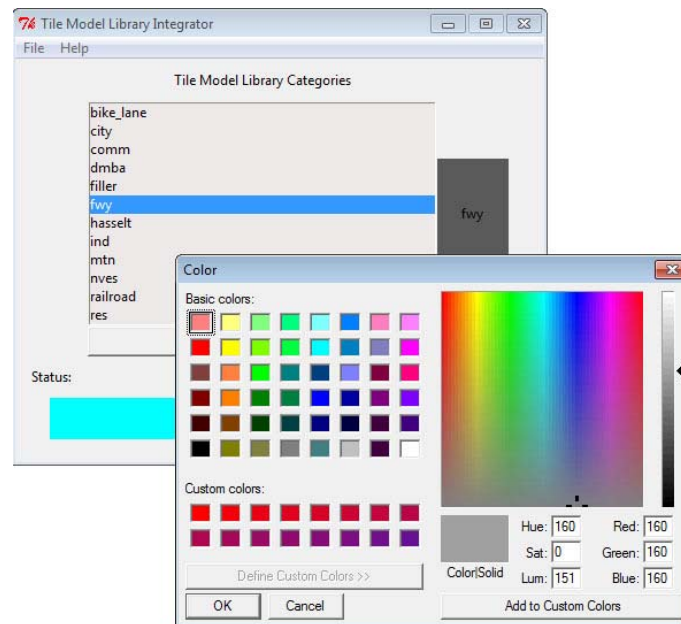 Tile Model Library Integrator
File Help
Tile Model Library Categories
bike_lane
city
comm
dmba
filler
fwy
hasselt
ind
mtn
nves
railroad
res
fwy
Status:
Color
Basic colors:
Custom colors:
Define Custom Colors >>
OK Cancel
Color|Solid
Hue: 160 Red: 160
Sat: 0 Green: 160
Lum: 151 Blue: 160
Add to Custom Colors